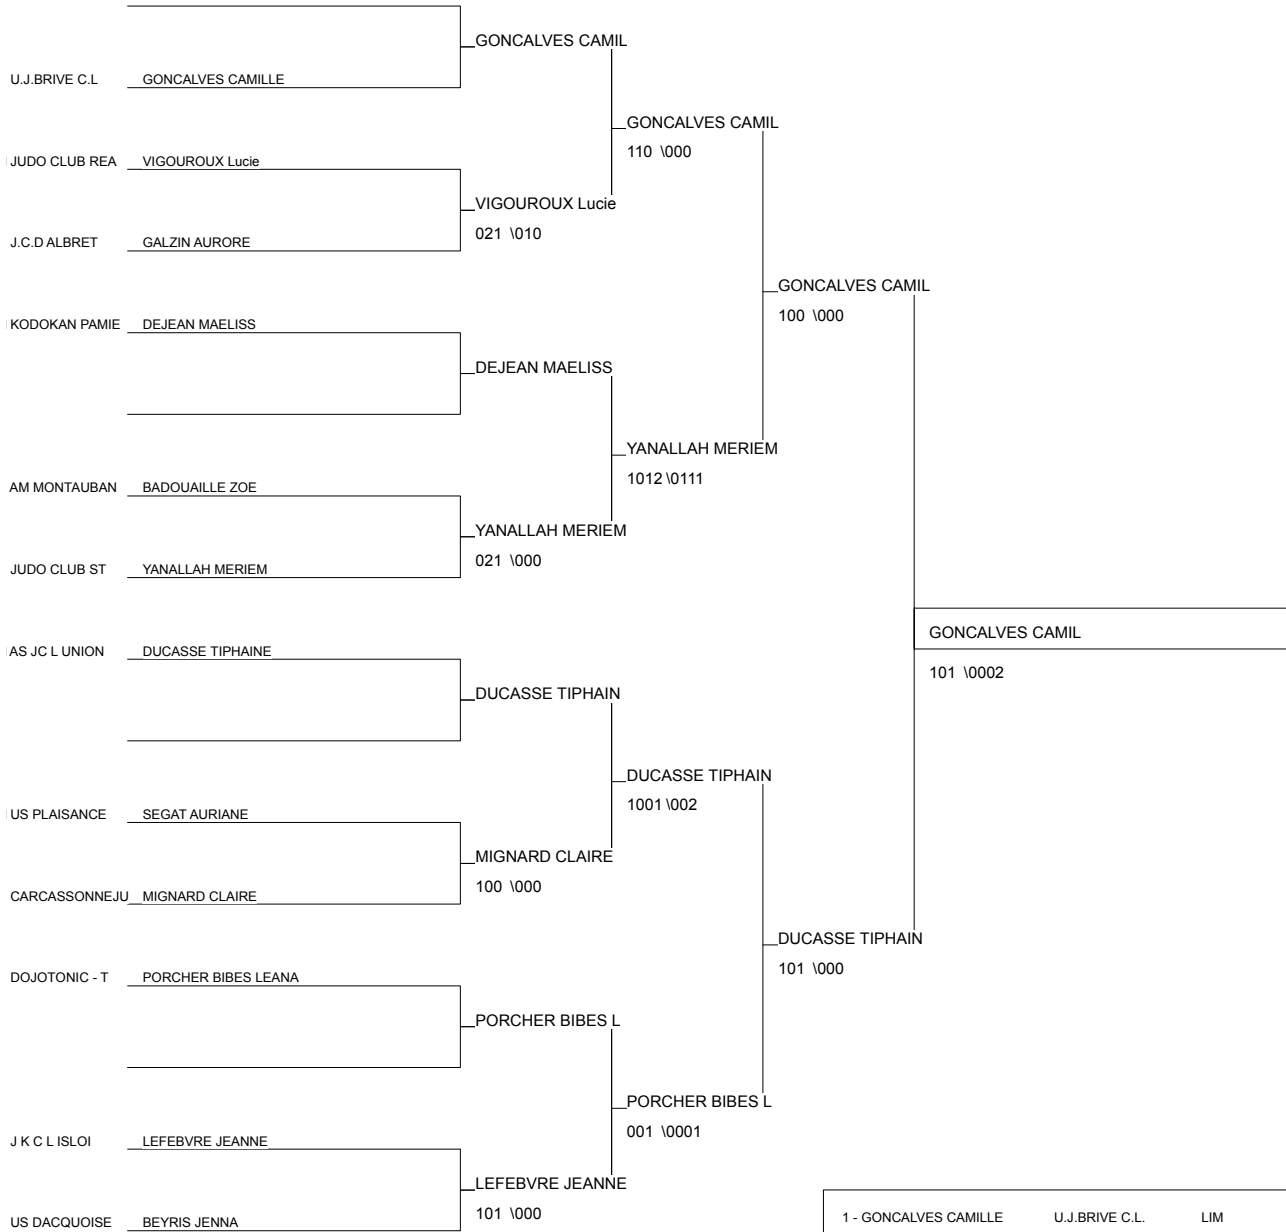 GONCALVES CAMIL
U.J.BRIVE C.L GONCALVES CAMILLE
GONCALVES CAMIL
110 \000
JUDO CLUB REA VIGOUROUX Lucie
VIGOUROUX Lucie
021 \010
J.C.D ALBRET GALZIN AURORE
GONCALVES CAMIL
100 \000
KODOKAN PAMIE DEJEAN MAELISS
DEJEAN MAELISS
YANALLAH MERIEM
1012 \0111
AM MONTAUBAN BADOUAILLE ZOE
YANALLAH MERIEM
021 \000
JUDO CLUB ST YANALLAH MERIEM
GONCALVES CAMIL
101 \0002
AS JC L UNION DUCASSE TIPHAINE
DUCASSE TIPHAIN
DUCASSE TIPHAIN
1001 \002
US PLAISANCE SEGAT AURIANE
MIGNARD CLAIRE
100 \000
CARCASSONNEJU MIGNARD CLAIRE
DUCASSE TIPHAIN
101 \000
DOJOTONIC - T PORCHER BIBES LEANA
PORCHER BIBES L
PORCHER BIBES L
001 \0001
J K C L ISLOI LEFEBVRE JEANNE
LEFEBVRE JEANNE
101 \000
US DACQUOISE BEYRIS JENNA
1 - GONCALVES CAMILLE U.J.BRIVE C.L. LIM